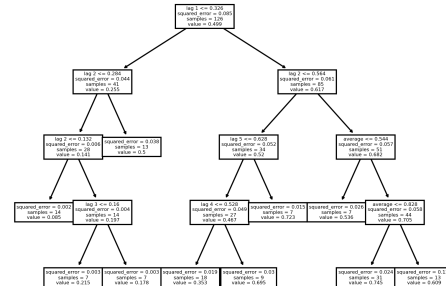 lag 1 <= 0.326
squared_error = 0.085
samples = 126
value = 0.499
lag 2 <= 0.284
squared_error = 0.044
samples = 41
value = 0.255
lag 2 <= 0.564
squared_error = 0.061
samples = 85
value = 0.617
lag 2 <= 0.132
squared_error = 0.006
samples = 28
value = 0.141
squared_error = 0.038
samples = 13
value = 0.5
lag 5 <= 0.628
squared_error = 0.052
samples = 34
value = 0.52
average <= 0.544
squared_error = 0.057
samples = 51
value = 0.682
squared_error = 0.002
samples = 14
value = 0.085
lag 3 <= 0.16
squared_error = 0.004
samples = 14
value = 0.197
lag 4 <= 0.528
squared_error = 0.049
samples = 27
value = 0.467
squared_error = 0.015
samples = 7
value = 0.723
squared_error = 0.026
samples = 7
value = 0.536
average <= 0.828
squared_error = 0.058
samples = 44
value = 0.705
squared_error = 0.003
samples = 7
value = 0.215
squared_error = 0.003
samples = 7
value = 0.178
squared_error = 0.019
samples = 18
value = 0.353
squared_error = 0.03
samples = 9
value = 0.695
squared_error = 0.024
samples = 31
value = 0.745
squared_error =
samples = 13
value = 0.609